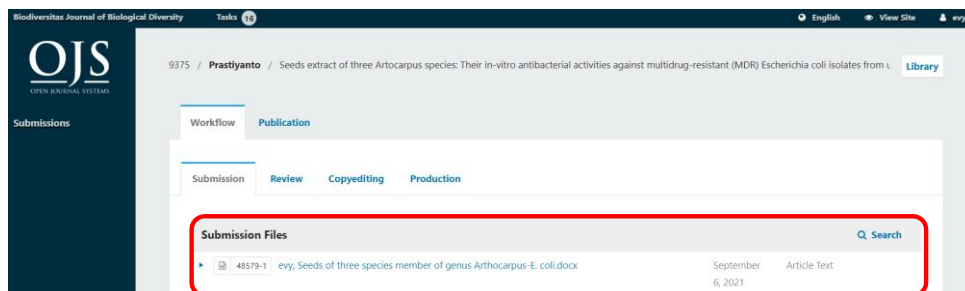 Biodiversitas Journal of Biological Diversity Tasks 16 English View Site evy
OJS
OPEN JOURNAL SYSTEMS
9375 / Prastiyanto / Seeds extract of three Artocarpus species: Their in-vitro antibacterial activities against multidrug-resistant (MDR) Escherichia coli isolates from Library
Submissions
Workflow Publication
Submission Review Copyediting Production
Submission Files Search
48579-1 evy, Seeds of three species member of genus Arthocarpus-E. coli.docx September Article Text
6, 2021